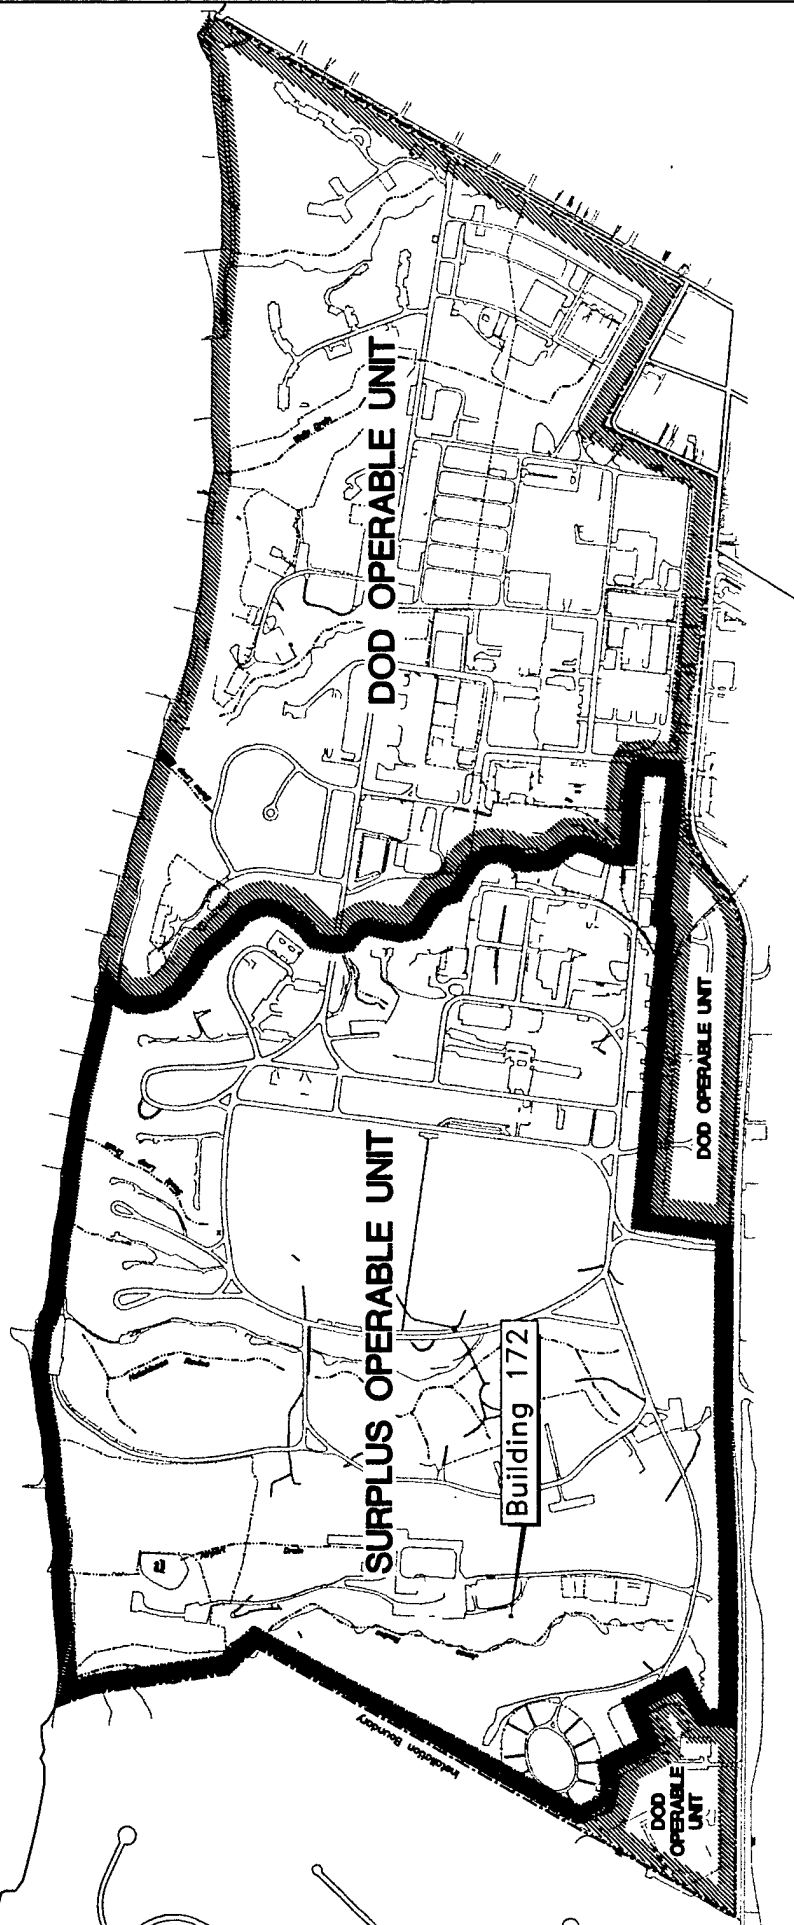 DOD OPERABLE UNIT
DOD OPERABLE UNIT
SURPLUS OPERABLE UNIT
Building 172
Installation Boundary
DOD
OPERABLE
UNIT